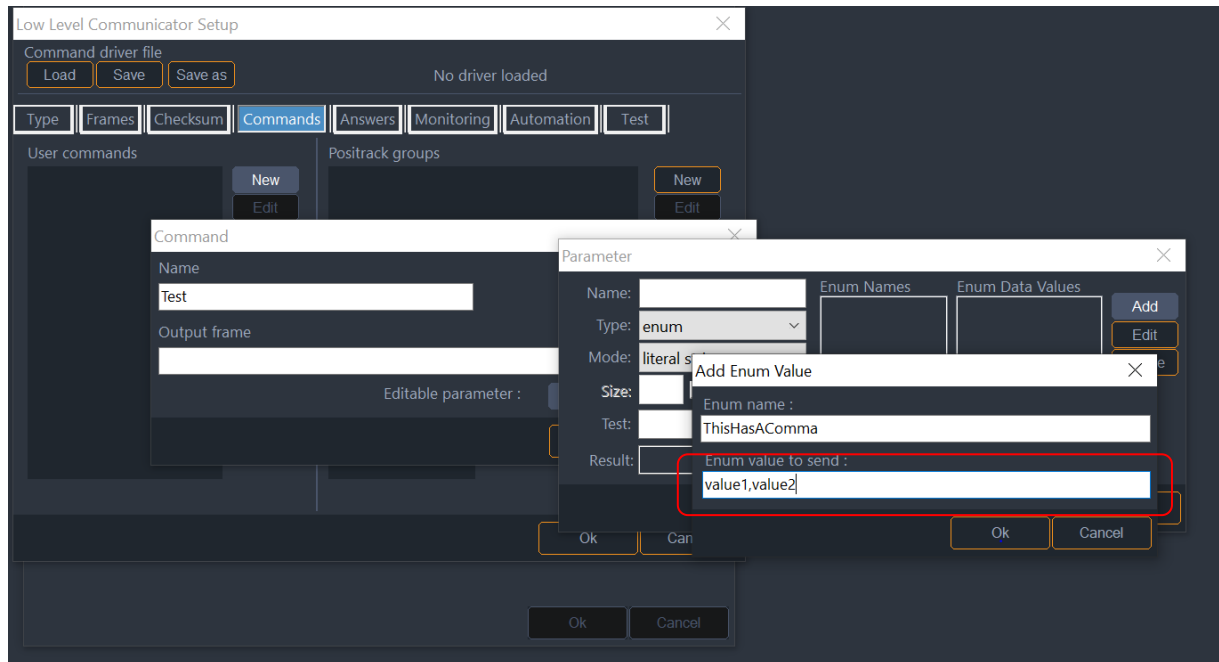 Low Level Communicator Setup
Command driver file
Load Save Save as No driver loaded
Type Frames Checksum Commands Answers Monitoring Automation Test
User commands Positrack groups
New New
Edit Edit
Command
Name
Test
Output frame
Editable parameter :
Parameter
Name: Enum Names Enum Data Values
Add
Type: enum Edit
Mode: literal
Size:
Test:
Result:
Add Enum Value
Enum name :
ThisHasAComma
Enum value to send :
value1,value2
Ok Cancel
Ok
Ok Cancel